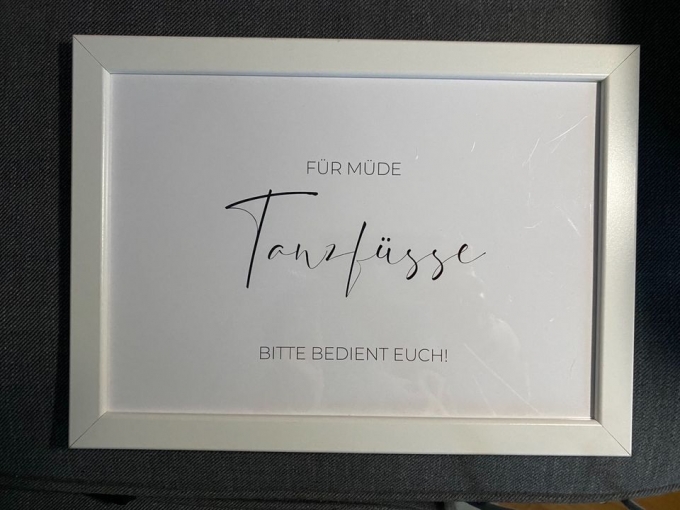 FÜR MÜDE
Tanzfüsse
BITTE BEDIENT EUCH!